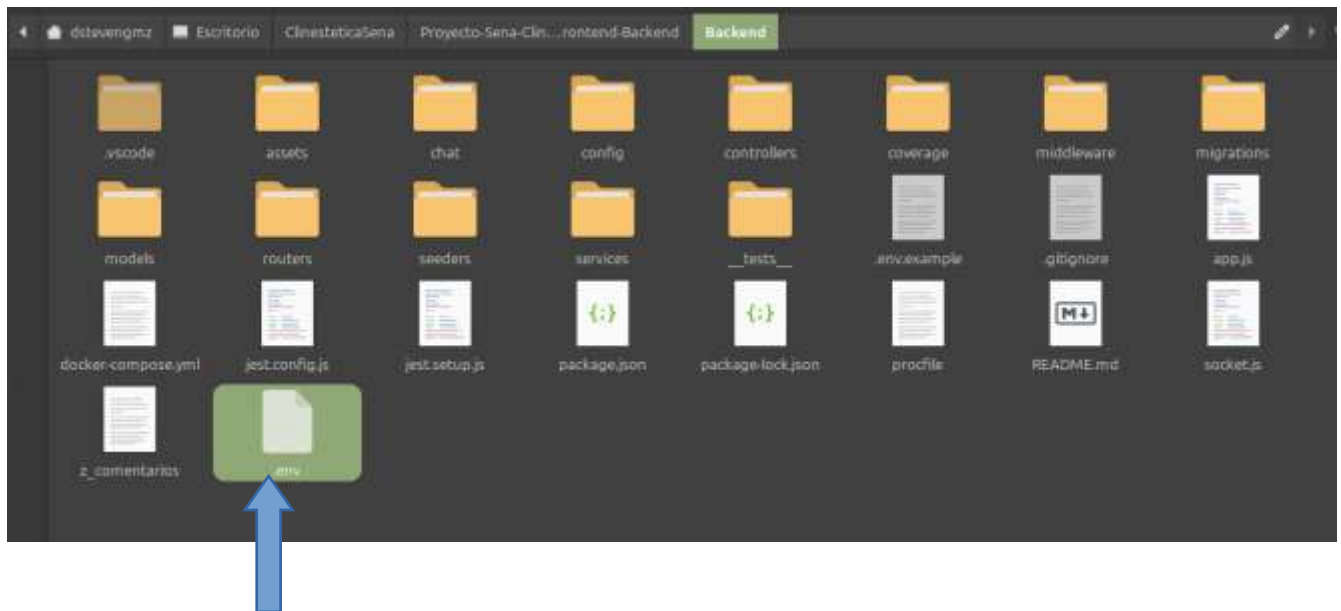 dstevengmz Escritorio ClinesteticaSena Proyecto-Sena-Clin...rontend-Backend Backend
.vscode assets chat config controllers coverage middleware migrations
models routers seeders services __tests__ .env.example .gitignore app.js
docker-compose.yml jest.config.js jest.setup.js package.json package-lock.json procfile README.md socket.js
z_comentarios .env